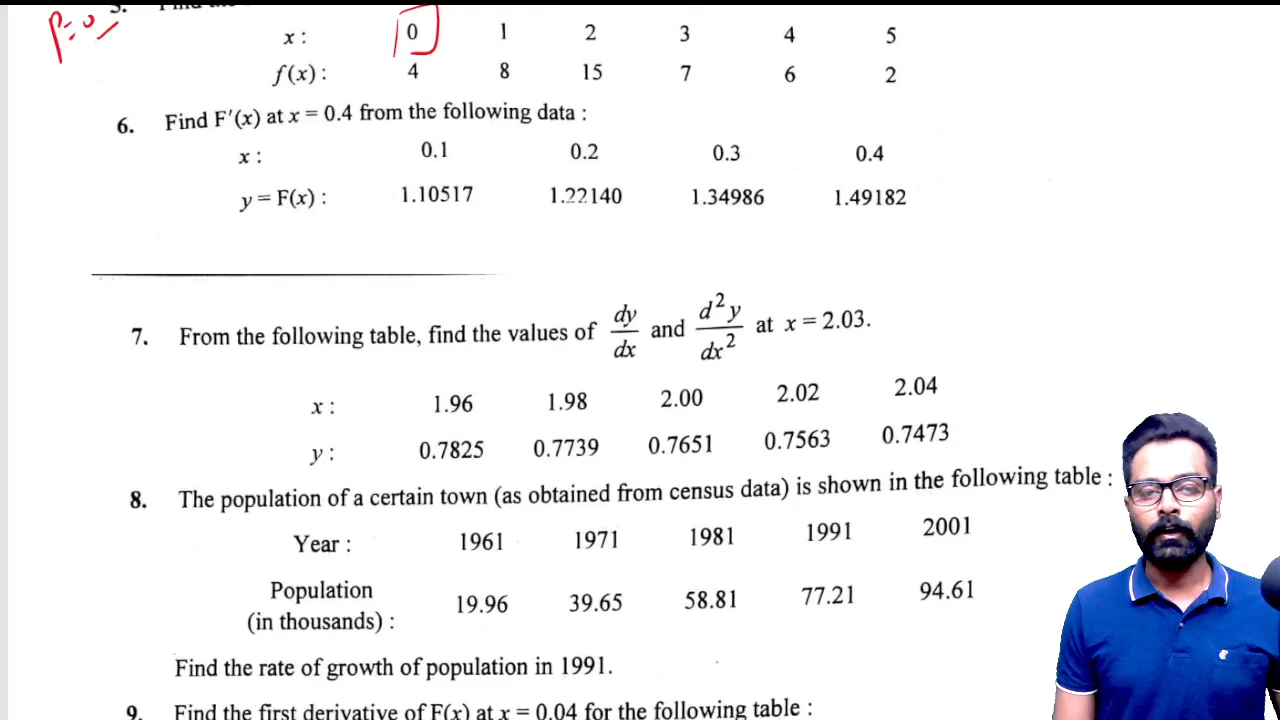 P=0
5.
x : 0 1 2 3 4 5
f(x) : 4 8 15 7 6 2
6. Find F′(x) at x = 0.4 from the following data :
x : 0.1 0.2 0.3 0.4
y = F(x) : 1.10517 1.22140 1.34986 1.49182
7. From the following table, find the values of dy/dx and d²y/dx² at x = 2.03.
x : 1.96 1.98 2.00 2.02 2.04
y : 0.7825 0.7739 0.7651 0.7563 0.7473
8. The population of a certain town (as obtained from census data) is shown in the following table :
Year : 1961 1971 1981 1991 2001
Population
(in thousands) : 19.96 39.65 58.81 77.21 94.61
Find the rate of growth of population in 1991.
9. Find the first derivative of F(x) at x = 0.04 for the following table :